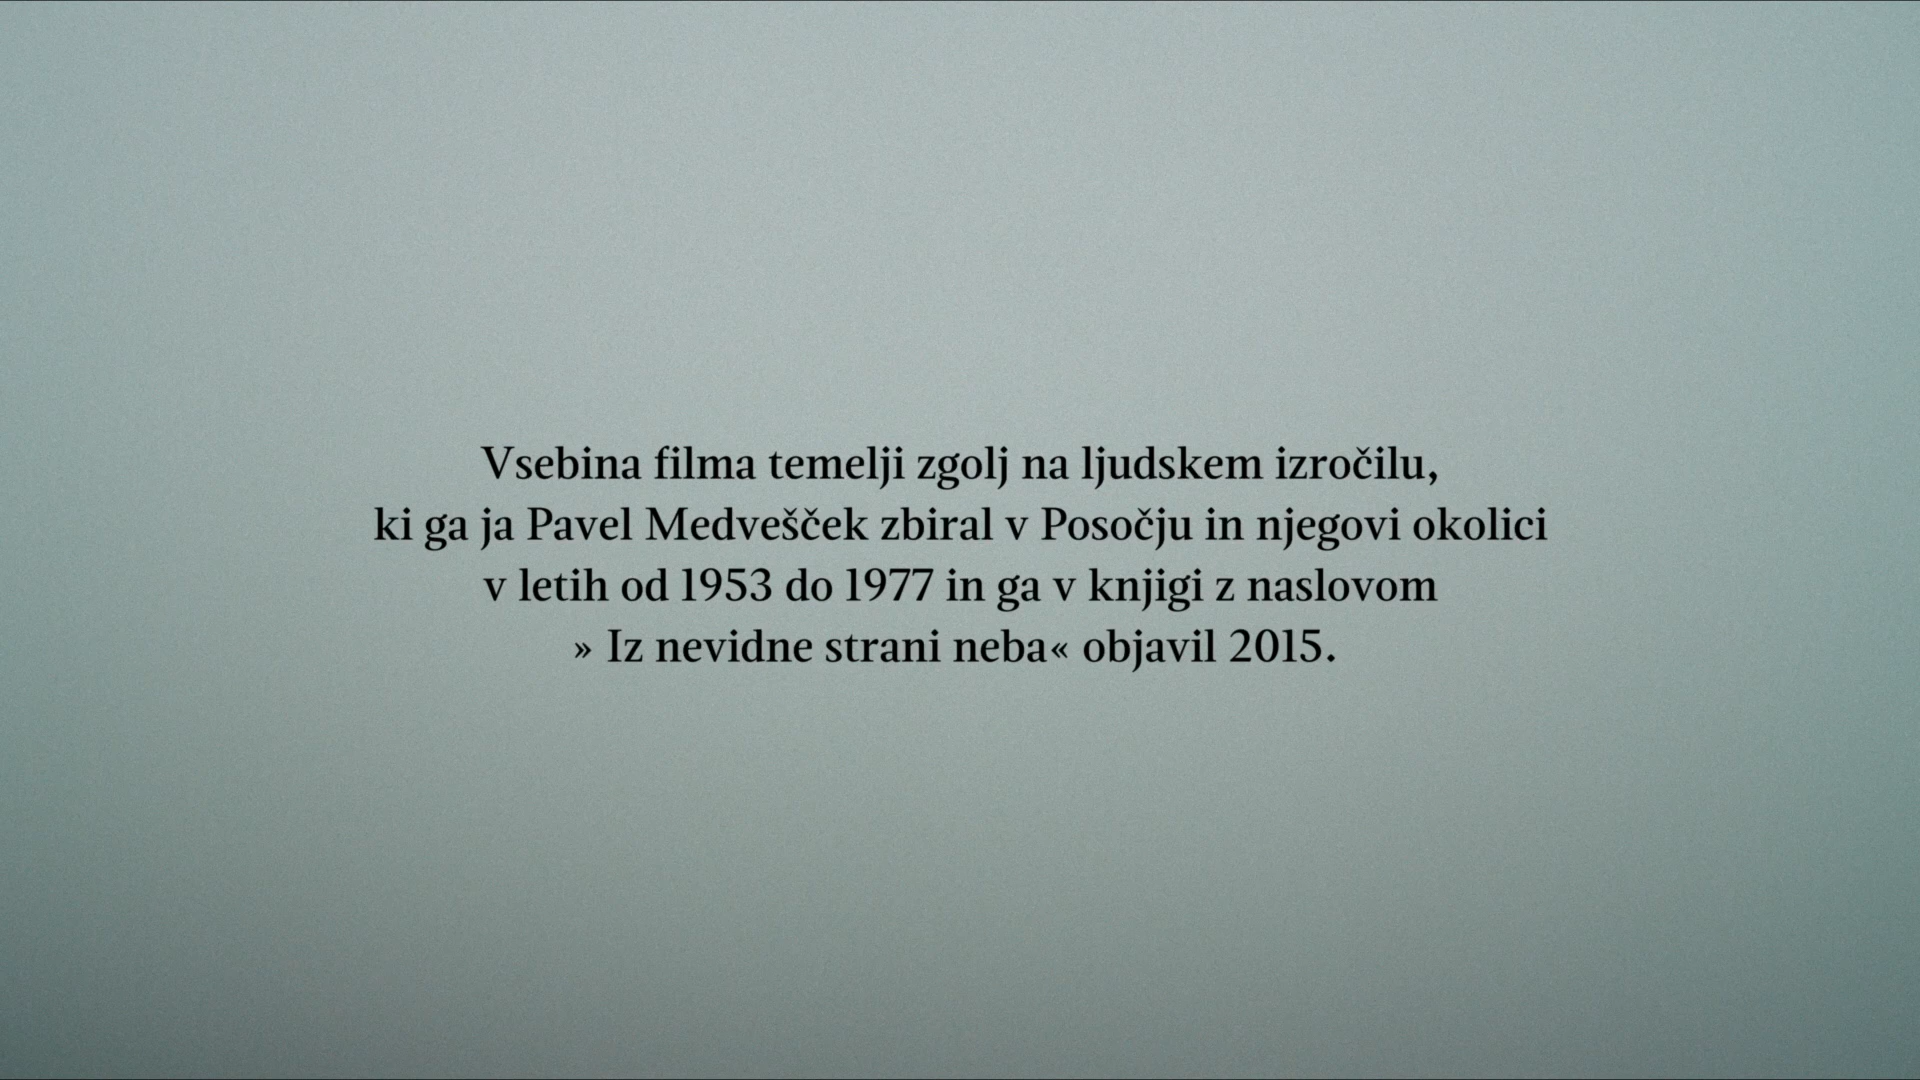 Vsebina filma temelji zgolj na ljudskem izročilu,
ki ga ja Pavel Medvešček zbiral v Posočju in njegovi okolici
v letih od 1953 do 1977 in ga v knjigi z naslovom
» Iz nevidne strani neba« objavil 2015.